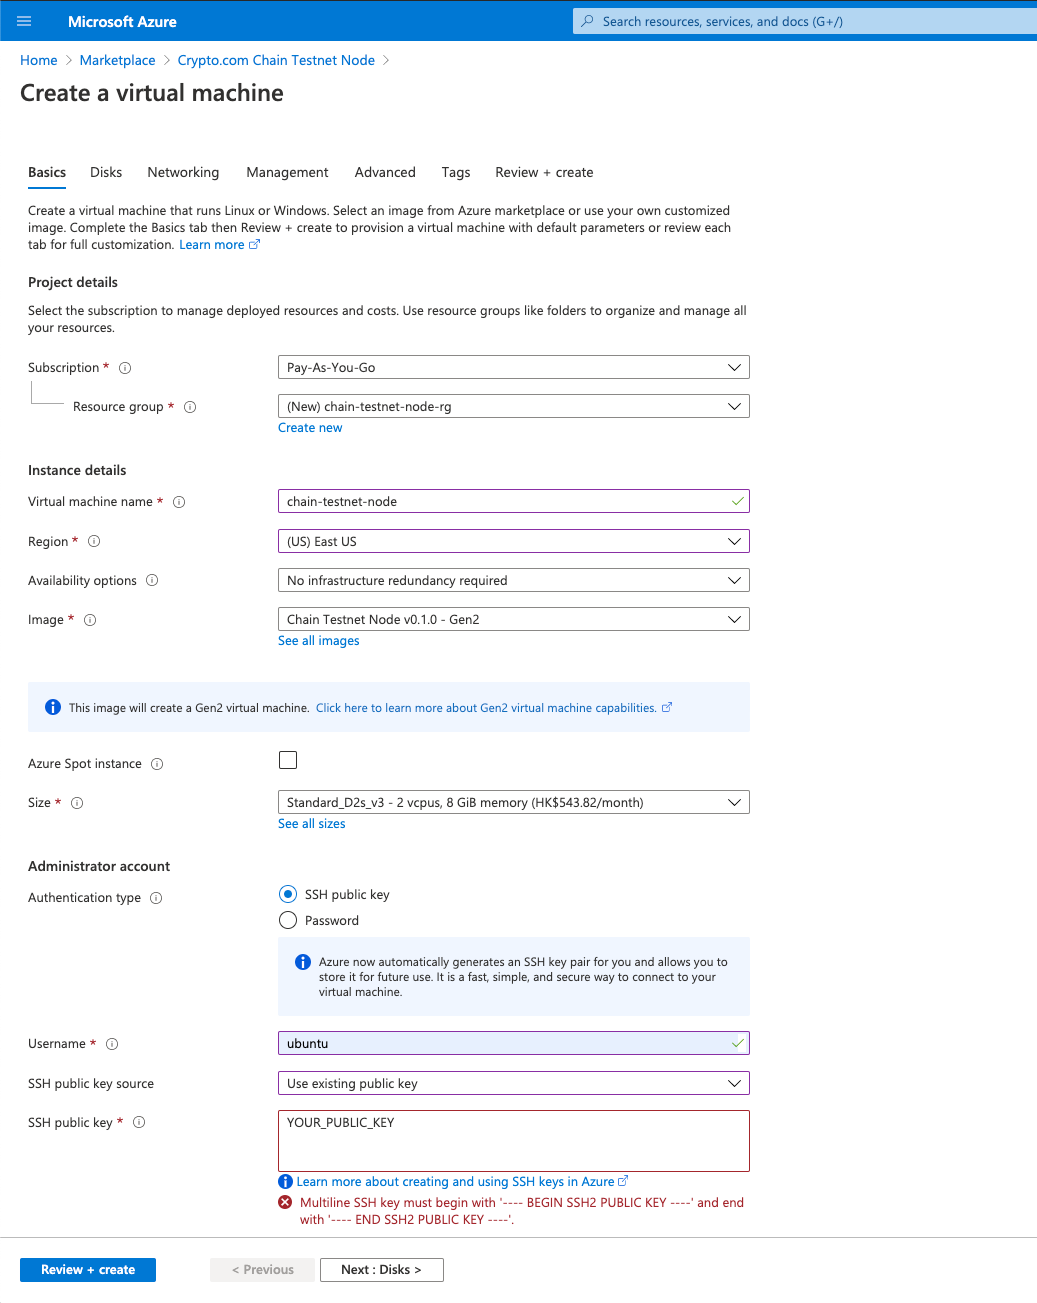 Microsoft Azure
Search resources, services, and docs (G+/)
Home > Marketplace > Crypto.com Chain Testnet Node >
Create a virtual machine
Basics Disks Networking Management Advanced Tags Review + create
Create a virtual machine that runs Linux or Windows. Select an image from Azure marketplace or use your own customized
image. Complete the Basics tab then Review + create to provision a virtual machine with default parameters or review each
tab for full customization. Learn more
Project details
Select the subscription to manage deployed resources and costs. Use resource groups like folders to organize and manage all
your resources.
Subscription * Pay-As-You-Go
Resource group * (New) chain-testnet-node-rg
Create new
Instance details
Virtual machine name * chain-testnet-node
Region * (US) East US
Availability options No infrastructure redundancy required
Image * Chain Testnet Node v0.1.0 - Gen2
See all images
This image will create a Gen2 virtual machine. Click here to learn more about Gen2 virtual machine capabilities.
Azure Spot instance
Size * Standard_D2s_v3 - 2 vcpus, 8 GiB memory (HK$543.82/month)
See all sizes
Administrator account
Authentication type SSH public key
Password
Azure now automatically generates an SSH key pair for you and allows you to
store it for future use. It is a fast, simple, and secure way to connect to your
virtual machine.
Username * ubuntu
SSH public key source Use existing public key
SSH public key * YOUR_PUBLIC_KEY
Learn more about creating and using SSH keys in Azure
Multiline SSH key must begin with '---- BEGIN SSH2 PUBLIC KEY ----' and end
with '---- END SSH2 PUBLIC KEY ----'.
Review + create < Previous Next : Disks >